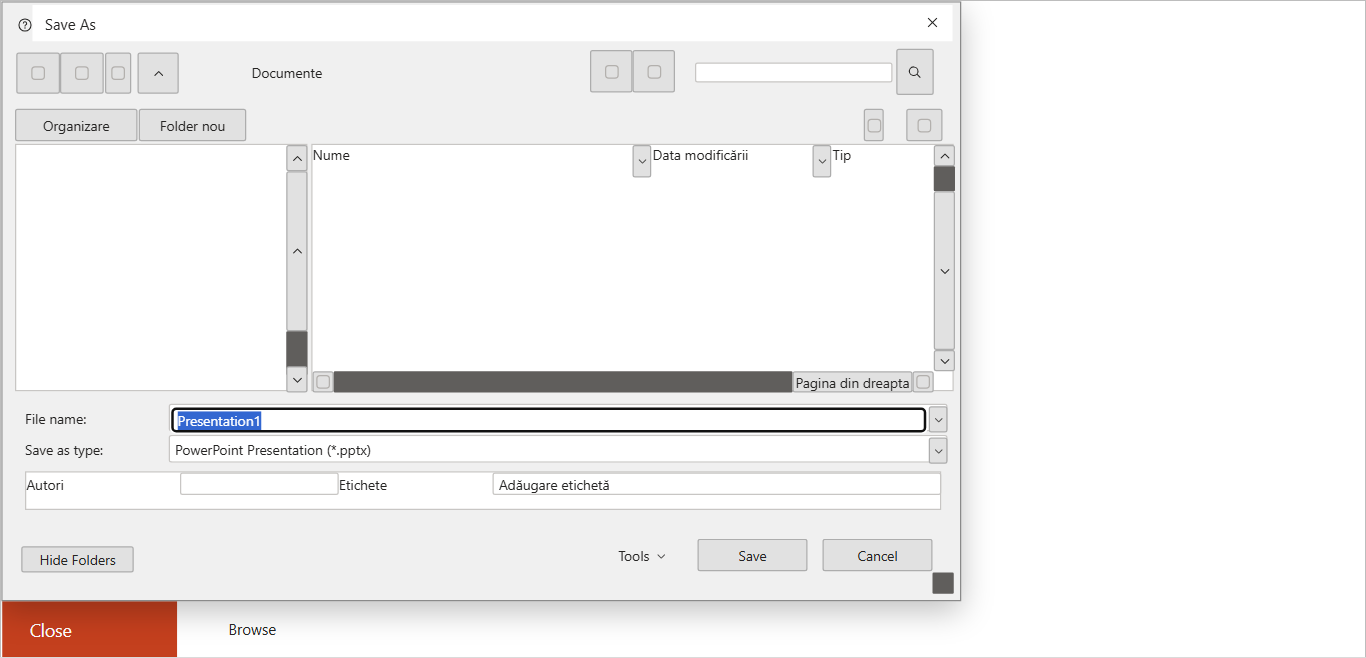 Save As
Documente
Organizare
Folder nou
Nume
Data modificării
Tip
Pagina din dreapta
File name:
Presentation1
Save as type:
PowerPoint Presentation (*.pptx)
Autori
Etichete
Adăugare etichetă
Hide Folders
Tools
Save
Cancel
Close
Browse